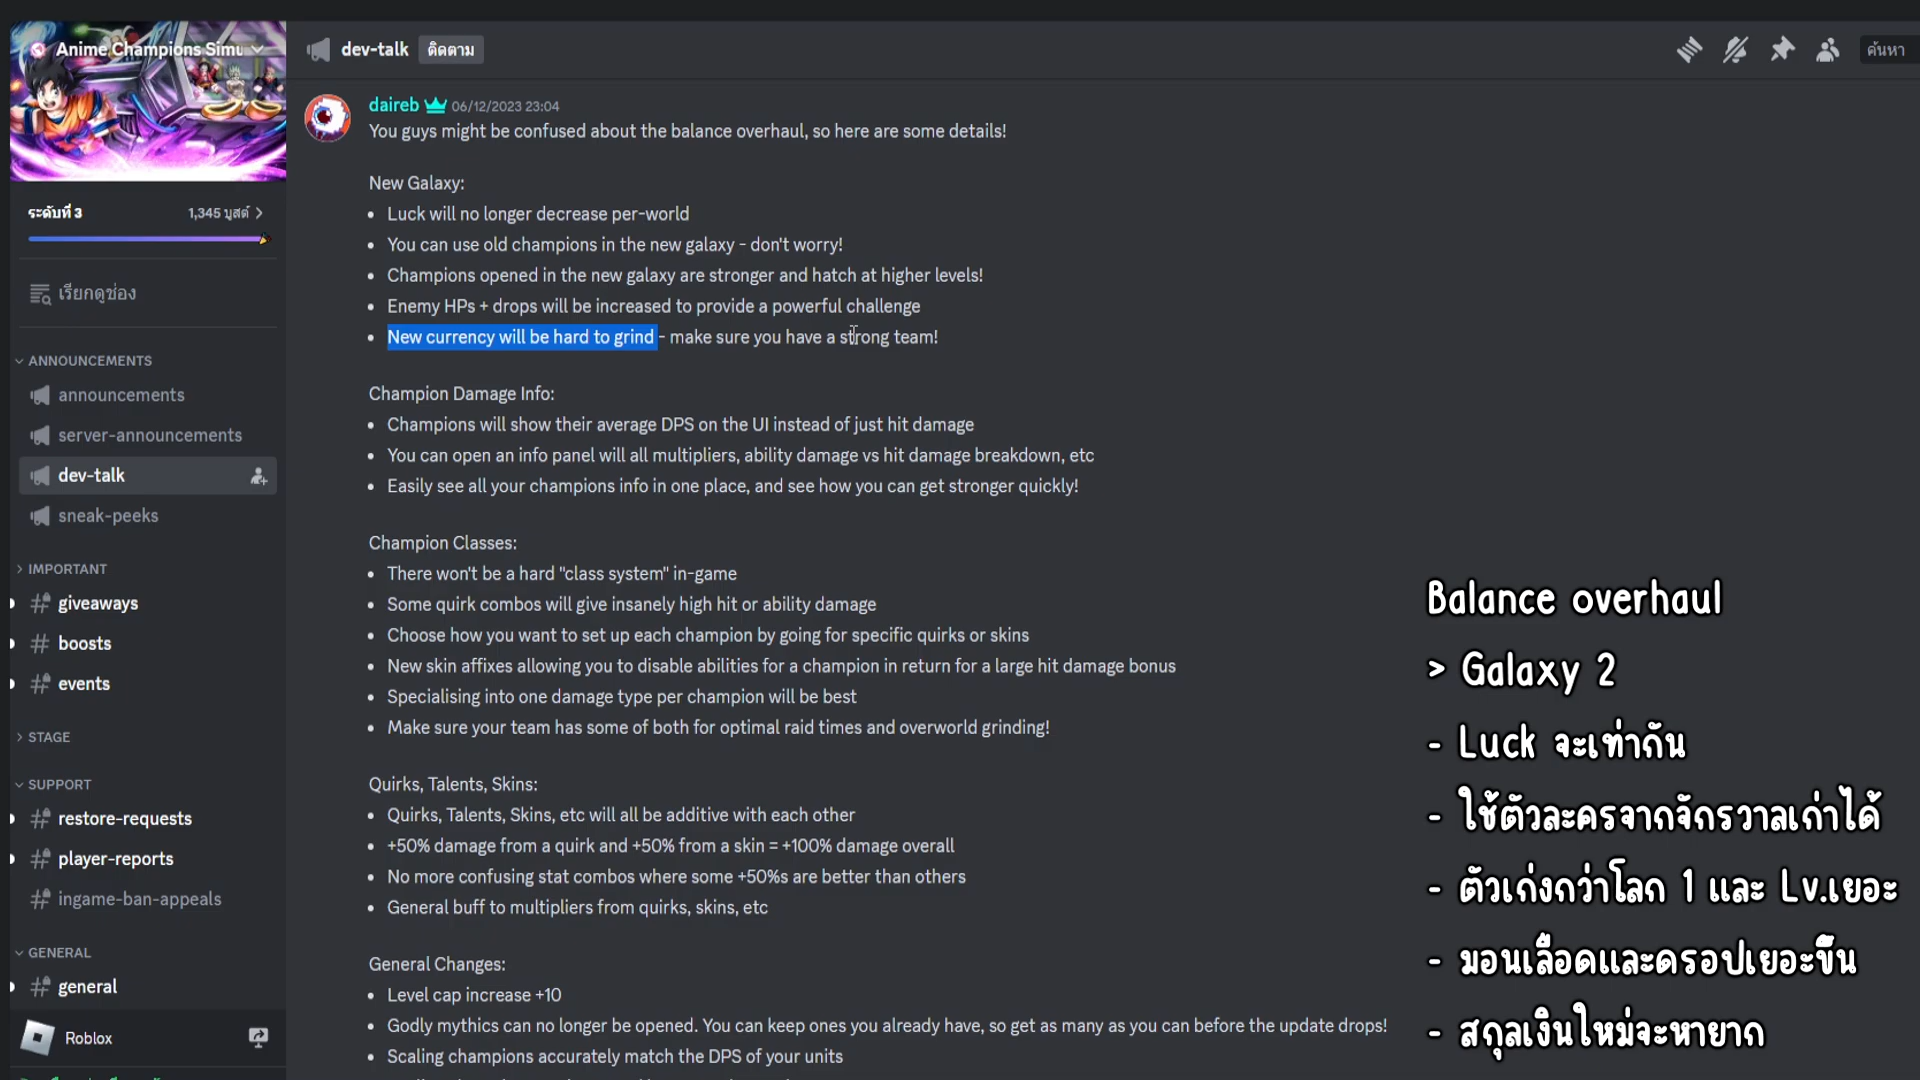 Anime Champions Simu
ระดับที่ 3
1,345 บูสต์
เรียกดูช่อง
ANNOUNCEMENTS
announcements
server-announcements
dev-talk
sneak-peeks
IMPORTANT
giveaways
boosts
events
STAGE
SUPPORT
restore-requests
player-reports
ingame-ban-appeals
GENERAL
general
Roblox
dev-talk
ติดตาม
ค้นหา
daireb 06/12/2023 23:04
You guys might be confused about the balance overhaul, so here are some details!
New Galaxy:
• Luck will no longer decrease per-world
• You can use old champions in the new galaxy - don't worry!
• Champions opened in the new galaxy are stronger and hatch at higher levels!
• Enemy HPs + drops will be increased to provide a powerful challenge
• New currency will be hard to grind - make sure you have a strong team!
Champion Damage Info:
• Champions will show their average DPS on the UI instead of just hit damage
• You can open an info panel will all multipliers, ability damage vs hit damage breakdown, etc
• Easily see all your champions info in one place, and see how you can get stronger quickly!
Champion Classes:
• There won't be a hard "class system" in-game
• Some quirk combos will give insanely high hit or ability damage
• Choose how you want to set up each champion by going for specific quirks or skins
• New skin affixes allowing you to disable abilities for a champion in return for a large hit damage bonus
• Specialising into one damage type per champion will be best
• Make sure your team has some of both for optimal raid times and overworld grinding!
Quirks, Talents, Skins:
• Quirks, Talents, Skins, etc will all be additive with each other
• +50% damage from a quirk and +50% from a skin = +100% damage overall
• No more confusing stat combos where some +50%s are better than others
• General buff to multipliers from quirks, skins, etc
General Changes:
• Level cap increase +10
• Godly mythics can no longer be opened. You can keep ones you already have, so get as many as you can before the update drops!
• Scaling champions accurately match the DPS of your units
Balance overhaul
> Galaxy 2
- Luck จะเท่ากัน
- ใช้ตัวละครจากจักรวาลเก่าได้
- ตัวเก่งกว่าโลก 1 และ Lv.เยอะ
- มอนเลือดและดรอปเยอะขึ้น
- สกุลเงินใหม่จะหายาก